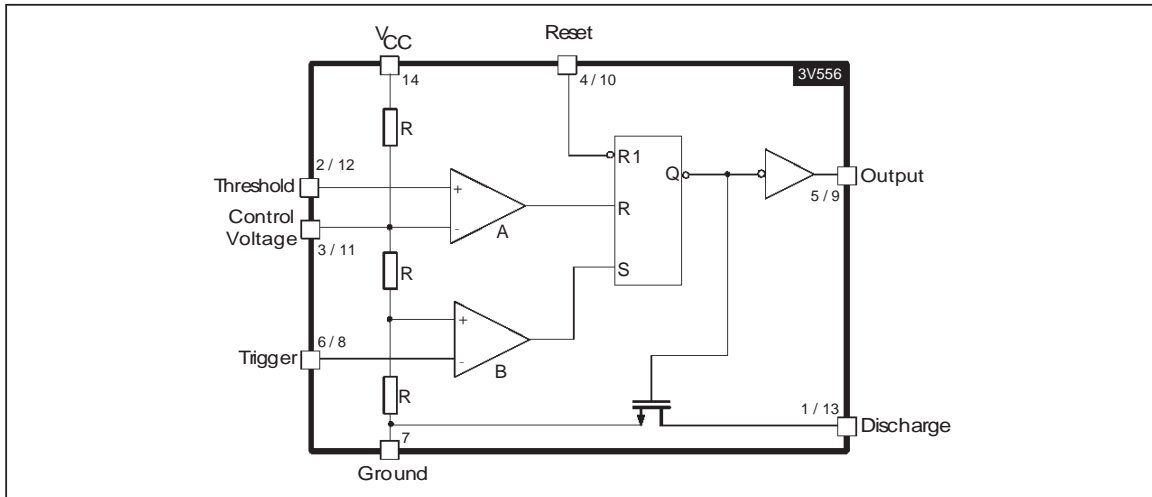 VCC
Reset
14
4 / 10
3V556
R
R1
2 / 12
Threshold
+
Q
Output
5 / 9
Control
Voltage
-
A
R
3 / 11
R
S
+
6 / 8
Trigger
-
B
R
1 / 13
Discharge
7
Ground